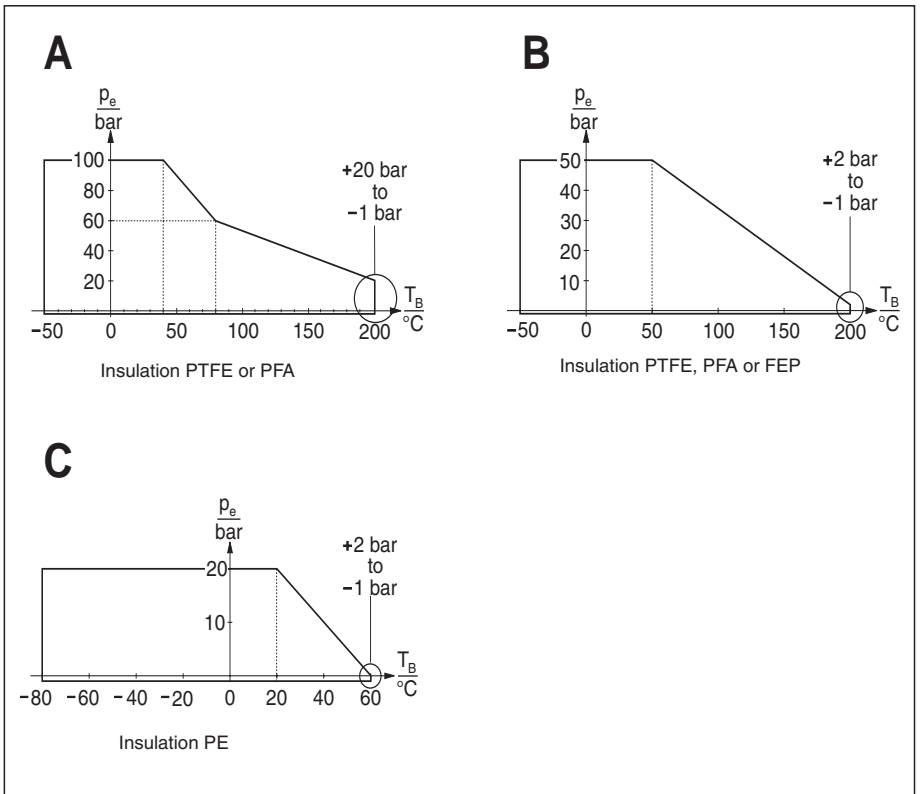 A
p_e
bar
100
80
60
40
20
+20 bar
to
−1 bar
T_B
°C
−50 0 50 100 150 200
Insulation PTFE or PFA
B
p_e
bar
50
40
30
20
10
+2 bar
to
−1 bar
T_B
°C
−50 0 50 100 150 200
Insulation PTFE, PFA or FEP
C
p_e
bar
20
10
+2 bar
to
−1 bar
T_B
°C
−80 −60 −40 −20 0 20 40 60
Insulation PE